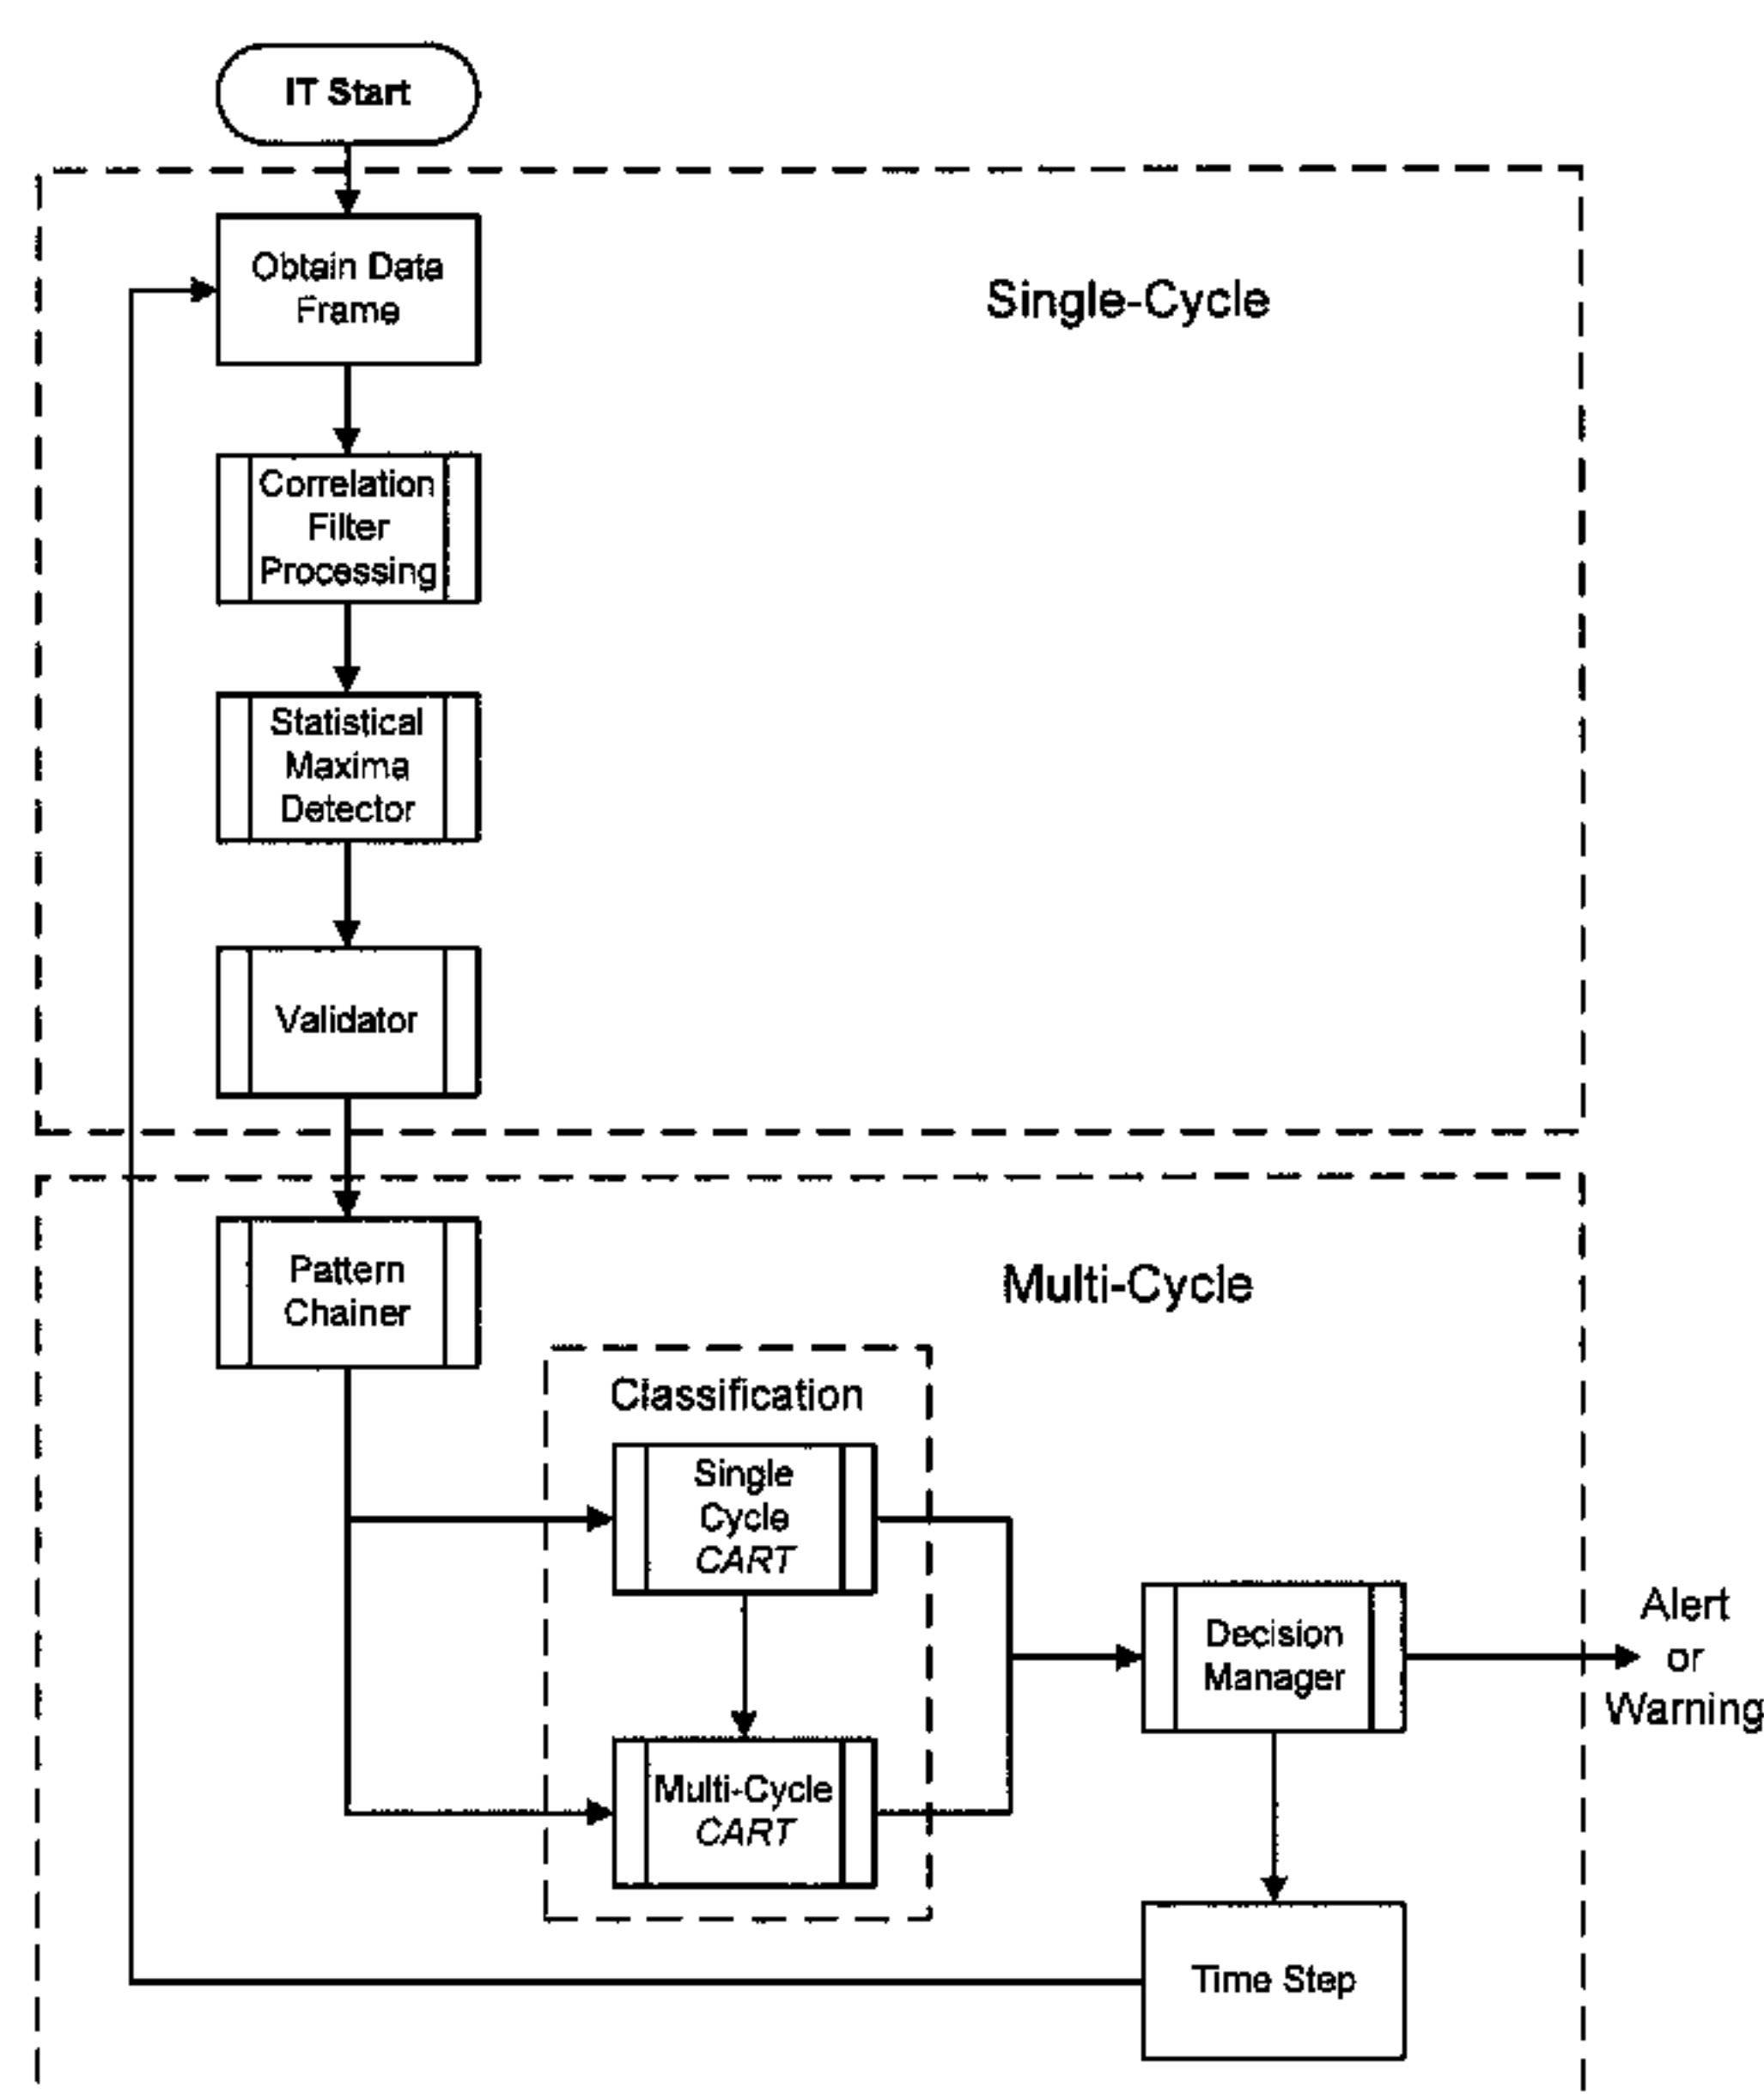 IT Start
Obtain Data
Frame
Single-Cycle
Correlation
Filter
Processing
Statistical
Maxima
Detector
Validator
Pattern
Chainer
Multi-Cycle
Classification
Single
Cycle
CART
Multi-Cycle
CART
Decision
Manager
Alert
or
Warning
Time Step